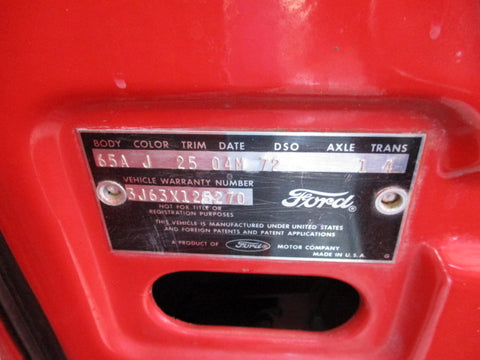 BODY COLOR TRIM DATE DSO AXLE TRANS
65A J 25 04M 72 1 4
VEHICLE WARRANTY NUMBER
3J63X128270
Ford
NOT FOR TITLE OR
REGISTRATION PURPOSES
THIS VEHICLE IS MANUFACTURED UNDER UNITED STATES
AND FOREIGN PATENTS AND PATENT APPLICATIONS
A PRODUCT OF Ford MOTOR COMPANY
MADE IN U.S.A. G